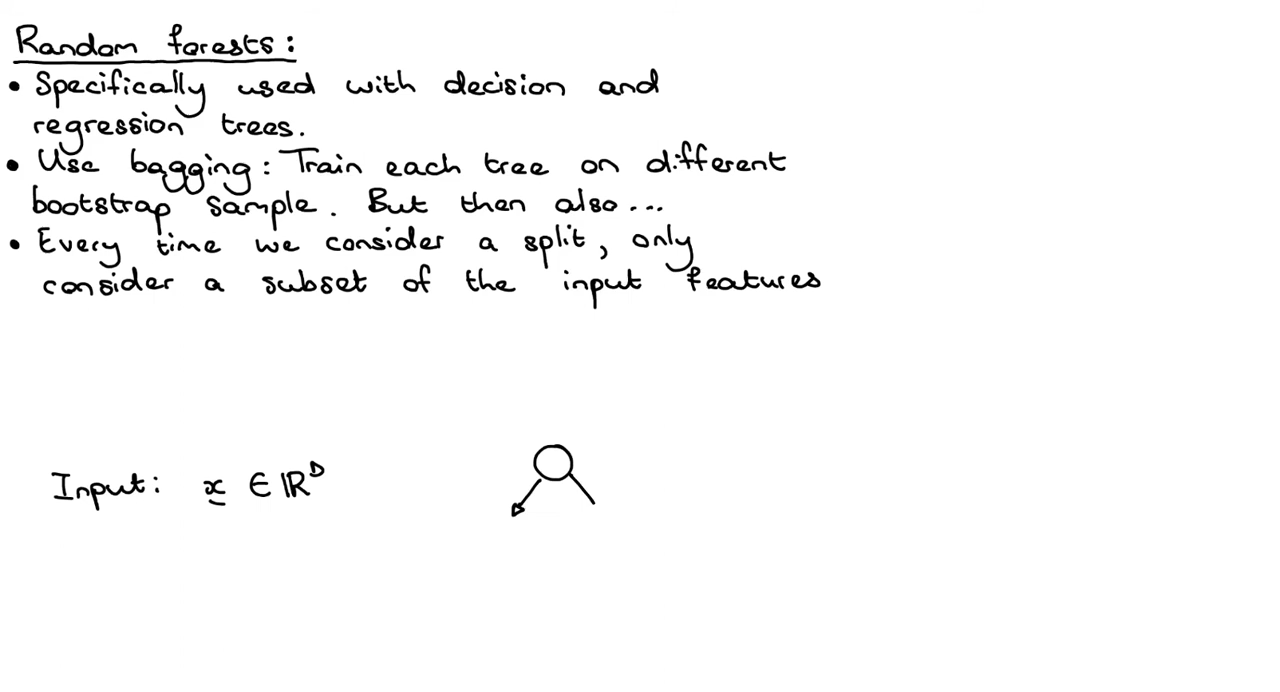 Random forests:
• Specifically used with decision and
regression trees.
• Use bagging: Train each tree on different
bootstrap sample. But then also...
• Every time we consider a split, only
consider a subset of the input features
Input: x ∈ ℝᴰ